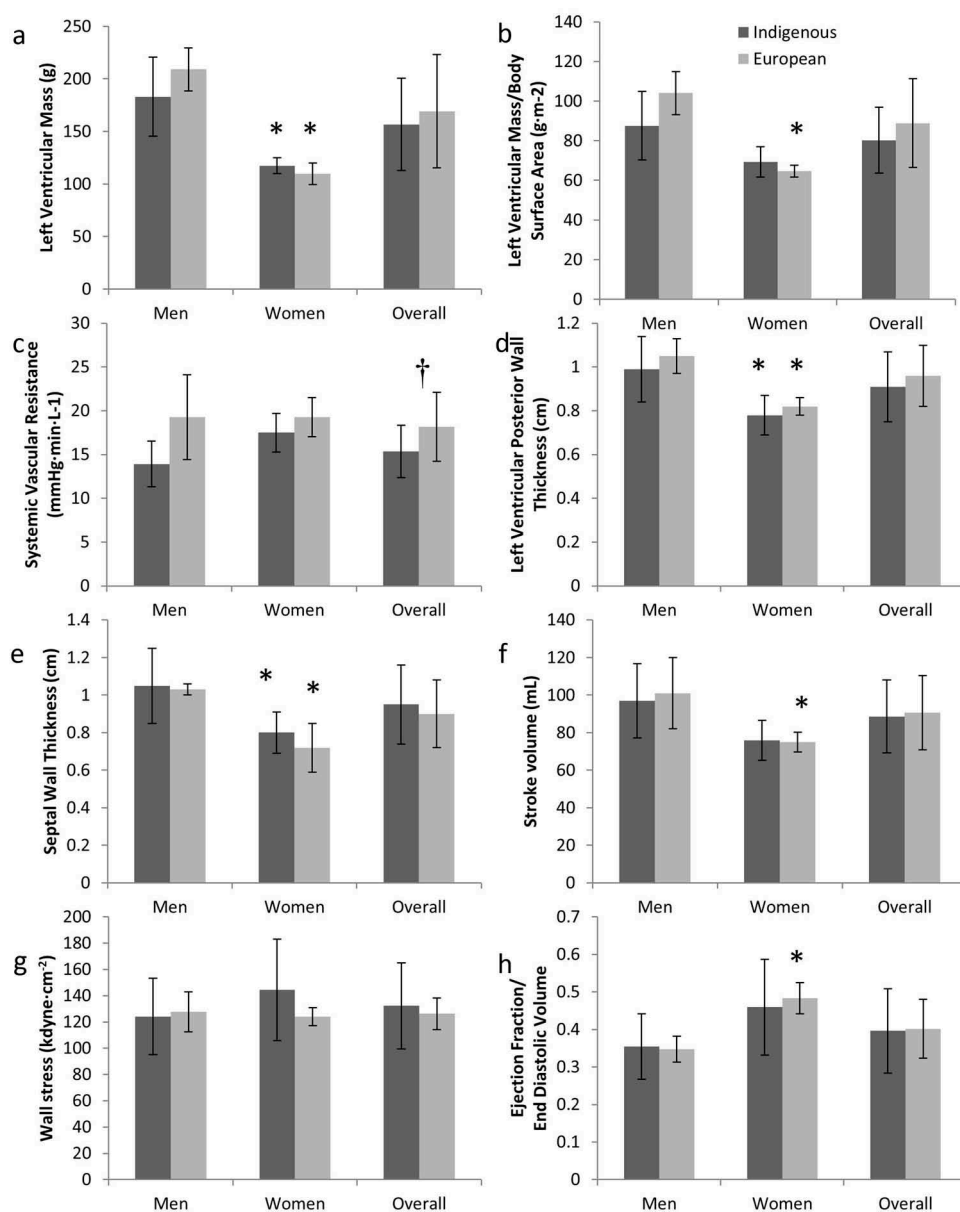 a
Left Ventricular Mass (g)
250
200
150
100
50
0
* *
Men Women Overall
b
Left Ventricular Mass/Body
Surface Area (g·m-2)
140
120
100
80
60
40
20
0
Indigenous
European
*
Men Women Overall
c
Systemic Vascular Resistance
(mmHg·min·L-1)
30
25
20
15
10
5
0
†
Men Women Overall
d
Left Ventricular Posterior Wall
Thickness (cm)
1.2
1
0.8
0.6
0.4
0.2
0
* *
Men Women Overall
e
Septal Wall Thickness (cm)
1.4
1.2
1
0.8
0.6
0.4
0.2
0
* *
Men Women Overall
f
Stroke volume (mL)
140
120
100
80
60
40
20
0
*
Men Women Overall
g
Wall stress (kdyne·cm-2)
200
180
160
140
120
100
80
60
40
20
0
Men Women Overall
h
Ejection Fraction/
End Diastolic Volume
0.7
0.6
0.5
0.4
0.3
0.2
0.1
0
*
Men Women Overall